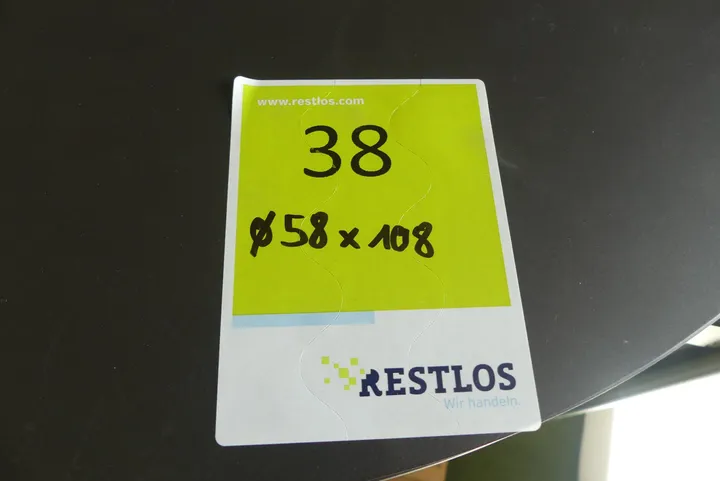 www.restlos.com
38
ø58 x 108
RESTLOS
Wir handeln.